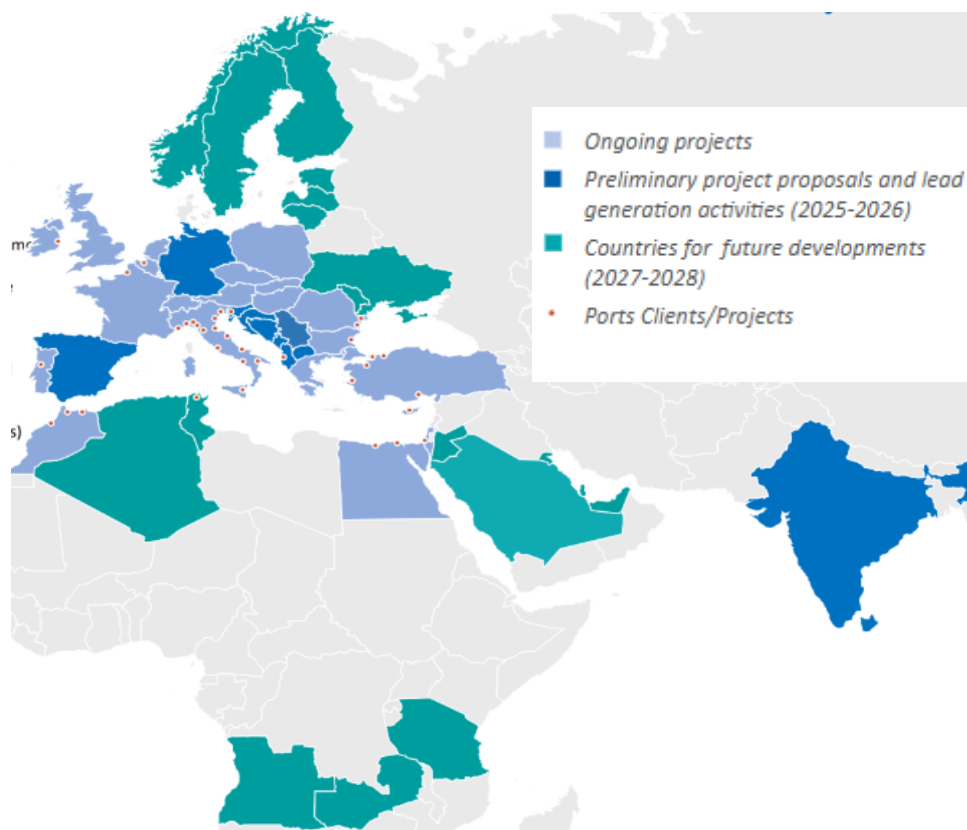 Ongoing projects
Preliminary project proposals and lead
generation activities (2025-2026)
Countries for future developments
(2027-2028)
Ports Clients/Projects
me
e
s)